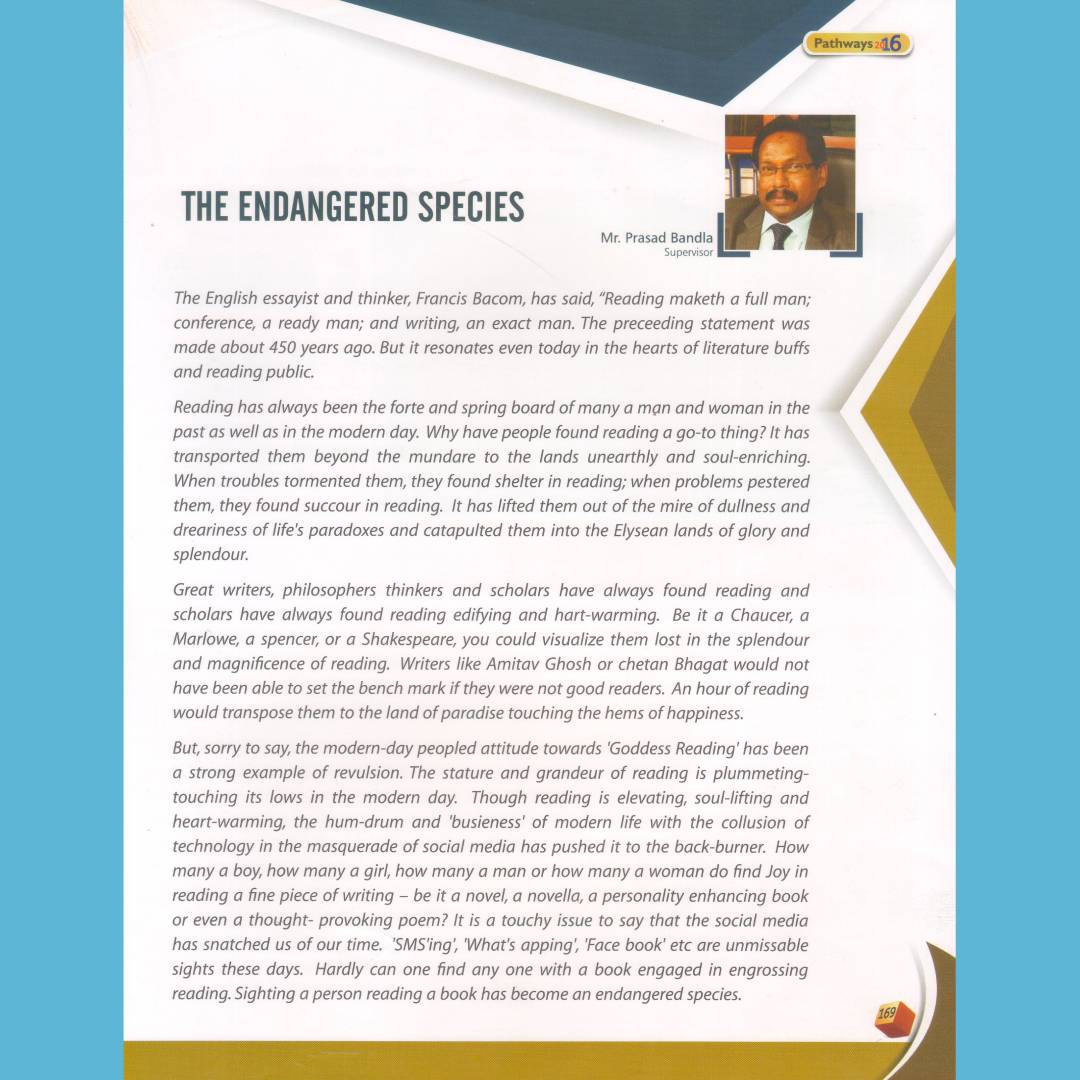 Pathways 2016
THE ENDANGERED SPECIES
Mr. Prasad Bandla
Supervisor
The English essayist and thinker, Francis Bacom, has said, “Reading maketh a full man;
conference, a ready man; and writing, an exact man. The preceeding statement was
made about 450 years ago. But it resonates even today in the hearts of literature buffs
and reading public.
Reading has always been the forte and spring board of many a man and woman in the
past as well as in the modern day. Why have people found reading a go-to thing? It has
transported them beyond the mundare to the lands unearthly and soul-enriching.
When troubles tormented them, they found shelter in reading; when problems pestered
them, they found succour in reading. It has lifted them out of the mire of dullness and
dreariness of life's paradoxes and catapulted them into the Elysean lands of glory and
splendour.
Great writers, philosophers thinkers and scholars have always found reading and
scholars have always found reading edifying and hart-warming. Be it a Chaucer, a
Marlowe, a spencer, or a Shakespeare, you could visualize them lost in the splendour
and magnificence of reading. Writers like Amitav Ghosh or chetan Bhagat would not
have been able to set the bench mark if they were not good readers. An hour of reading
would transpose them to the land of paradise touching the hems of happiness.
But, sorry to say, the modern-day peopled attitude towards 'Goddess Reading' has been
a strong example of revulsion. The stature and grandeur of reading is plummeting-
touching its lows in the modern day. Though reading is elevating, soul-lifting and
heart-warming, the hum-drum and 'busieness' of modern life with the collusion of
technology in the masquerade of social media has pushed it to the back-burner. How
many a boy, how many a girl, how many a man or how many a woman do find Joy in
reading a fine piece of writing – be it a novel, a novella, a personality enhancing book
or even a thought- provoking poem? It is a touchy issue to say that the social media
has snatched us of our time. 'SMS'ing', 'What's apping', 'Face book' etc are unmissable
sights these days. Hardly can one find any one with a book engaged in engrossing
reading. Sighting a person reading a book has become an endangered species.
169